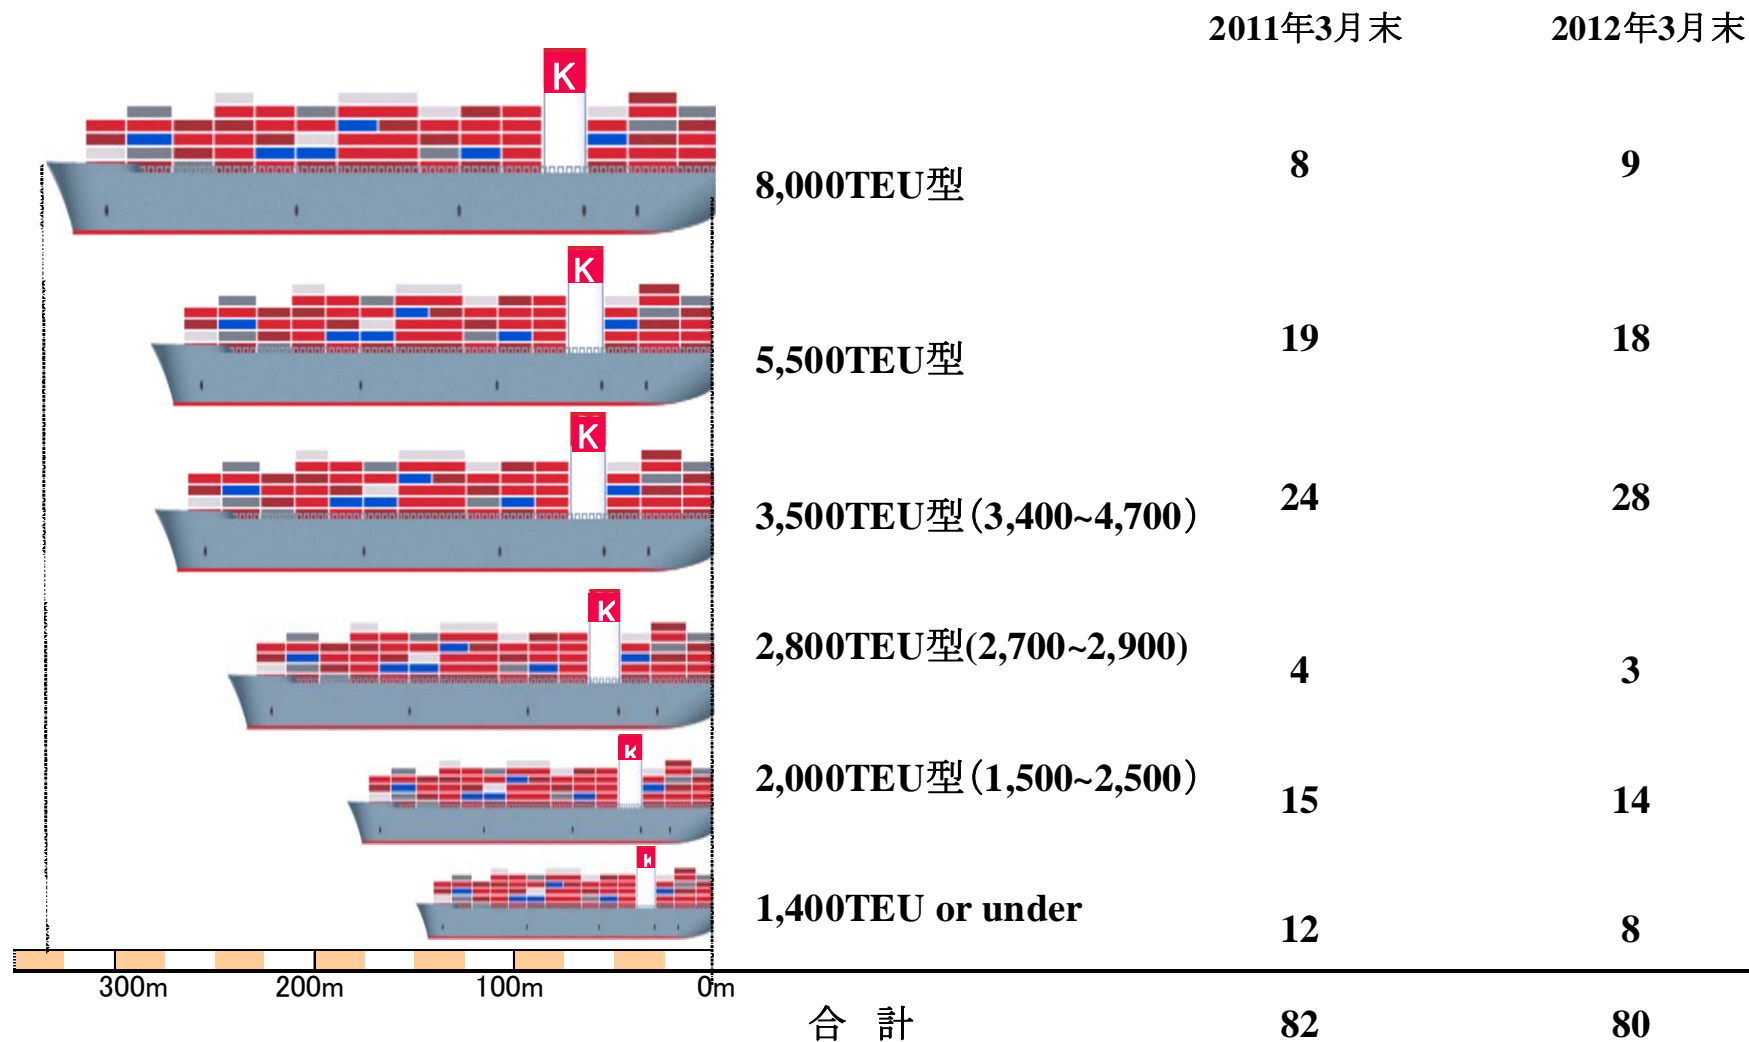 2011年3月末 2012年3月末
K
8,000TEU型 8 9
K
5,500TEU型 19 18
K
3,500TEU型（3,400~4,700） 24 28
K
2,800TEU型(2,700~2,900) 4 3
K
2,000TEU型（1,500~2,500） 15 14
K
1,400TEU or under 12 8
300m 200m 100m 0m
合 計 82 80